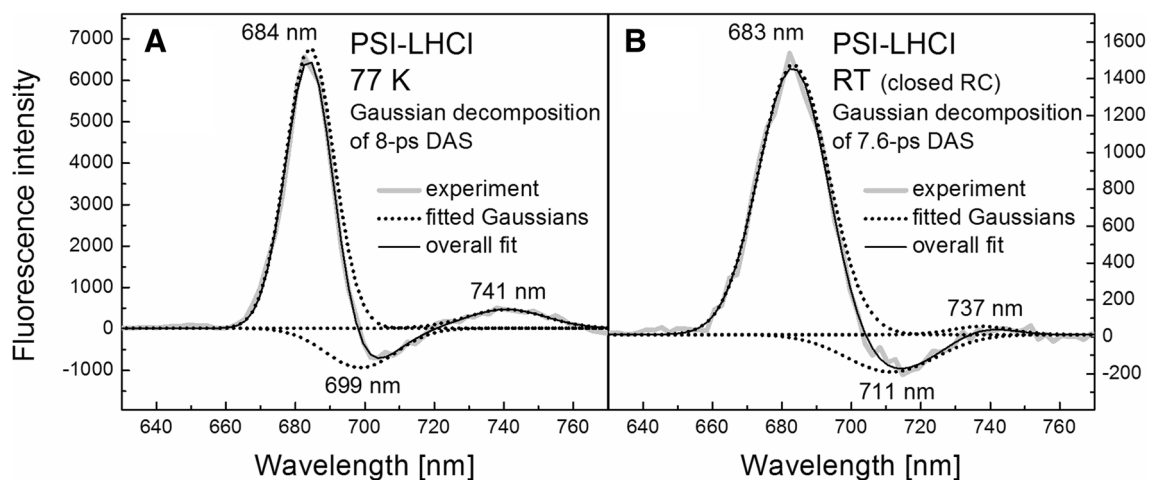 A
684 nm
PSI-LHCI
77 K
Gaussian decomposition
of 8-ps DAS
experiment
fitted Gaussians
overall fit
741 nm
699 nm
7000
6000
5000
4000
3000
2000
1000
0
-1000
Fluorescence intensity
640 660 680 700 720 740 760
Wavelength [nm]
B
683 nm
PSI-LHCI
RT (closed RC)
Gaussian decomposition
of 7.6-ps DAS
experiment
fitted Gaussians
overall fit
737 nm
711 nm
1600
1400
1200
1000
800
600
400
200
0
-200
640 660 680 700 720 740 760
Wavelength [nm]